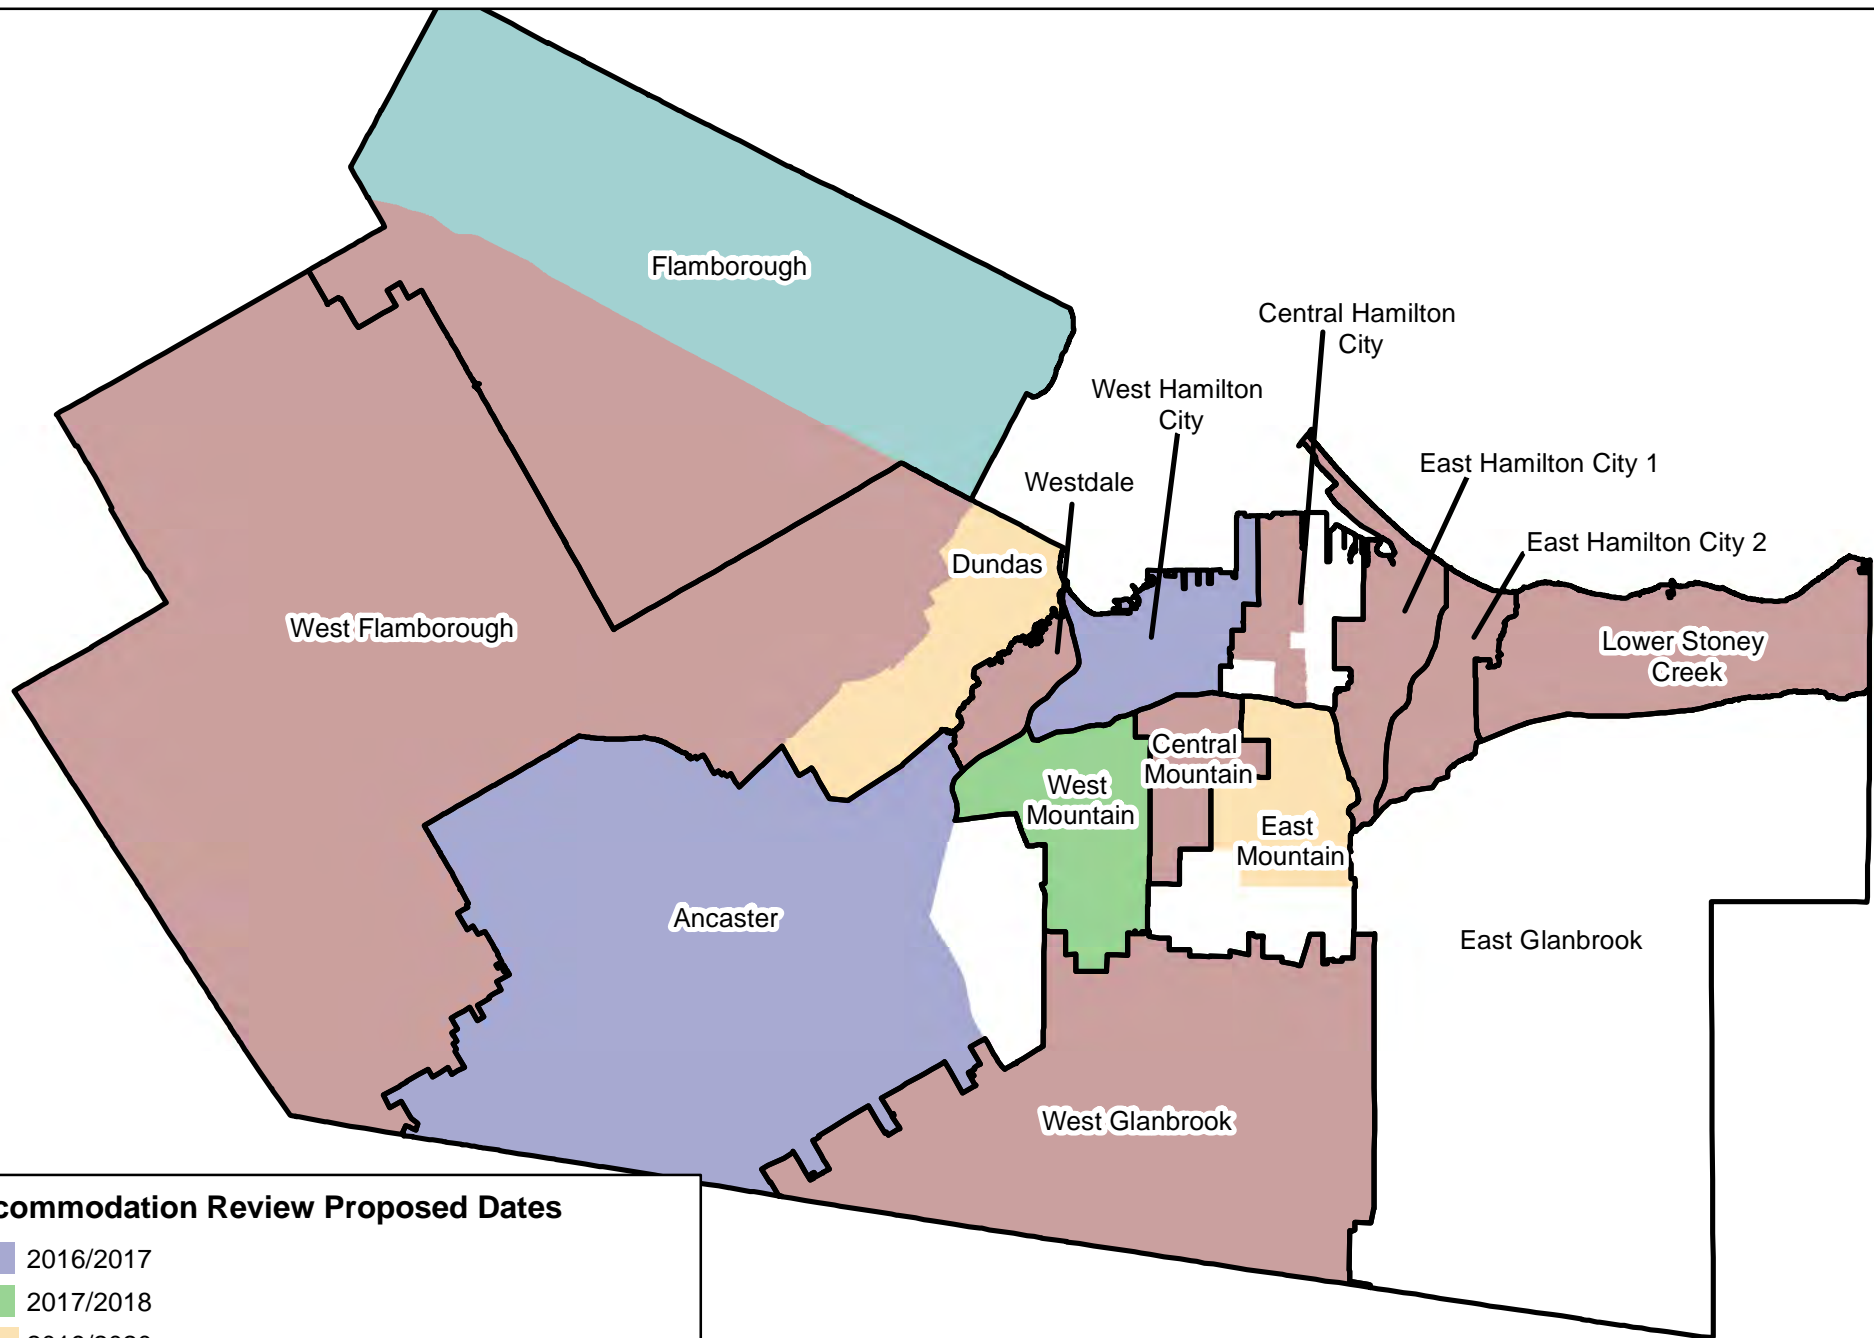 Flamborough
Central Hamilton
City
West Hamilton
City
East Hamilton City 1
Westdale
East Hamilton City 2
Dundas
West Flamborough
Lower Stoney
Creek
Central
Mountain
West
Mountain
East
Mountain
Ancaster
East Glanbrook
West Glanbrook
commodation Review Proposed Dates
2016/2017
2017/2018